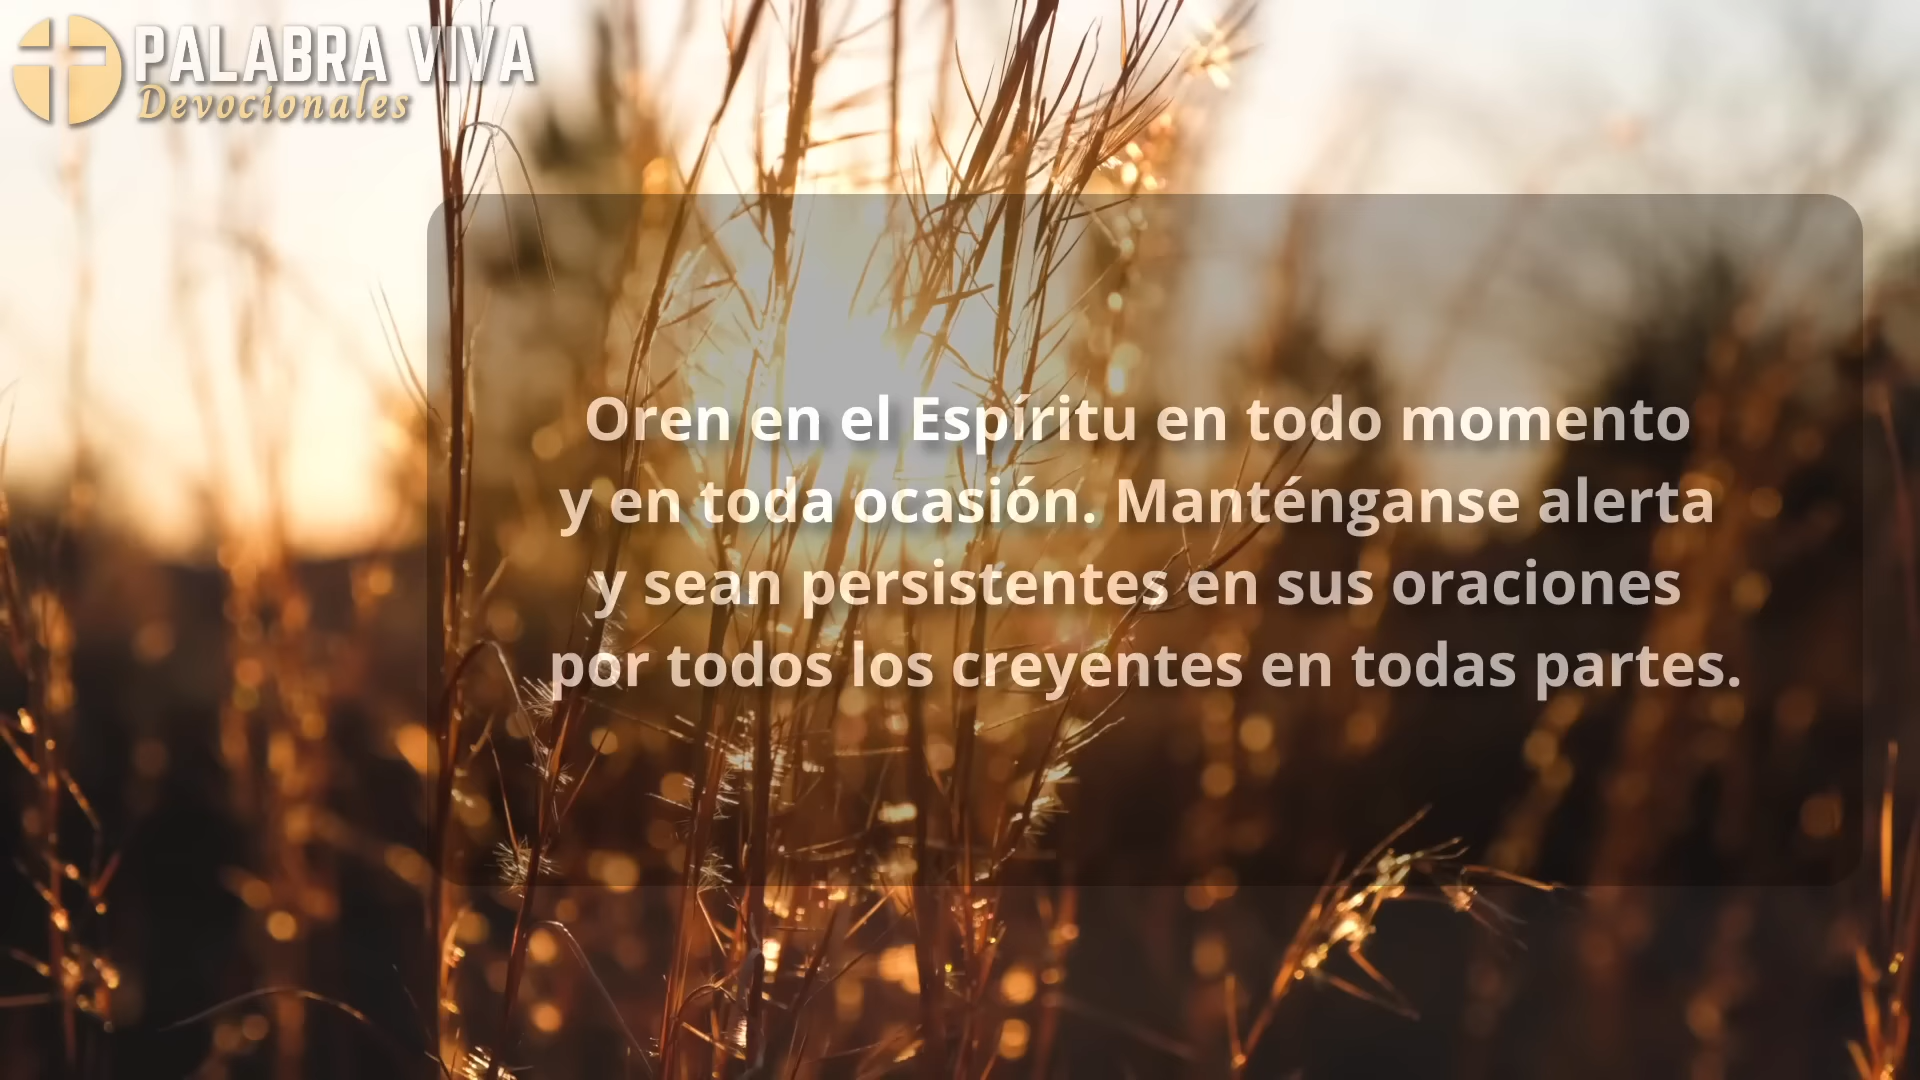 PALABRA VIVA
Devocionales
Oren en el Espíritu en todo momento
y en toda ocasión. Manténganse alerta
y sean persistentes en sus oraciones
por todos los creyentes en todas partes.